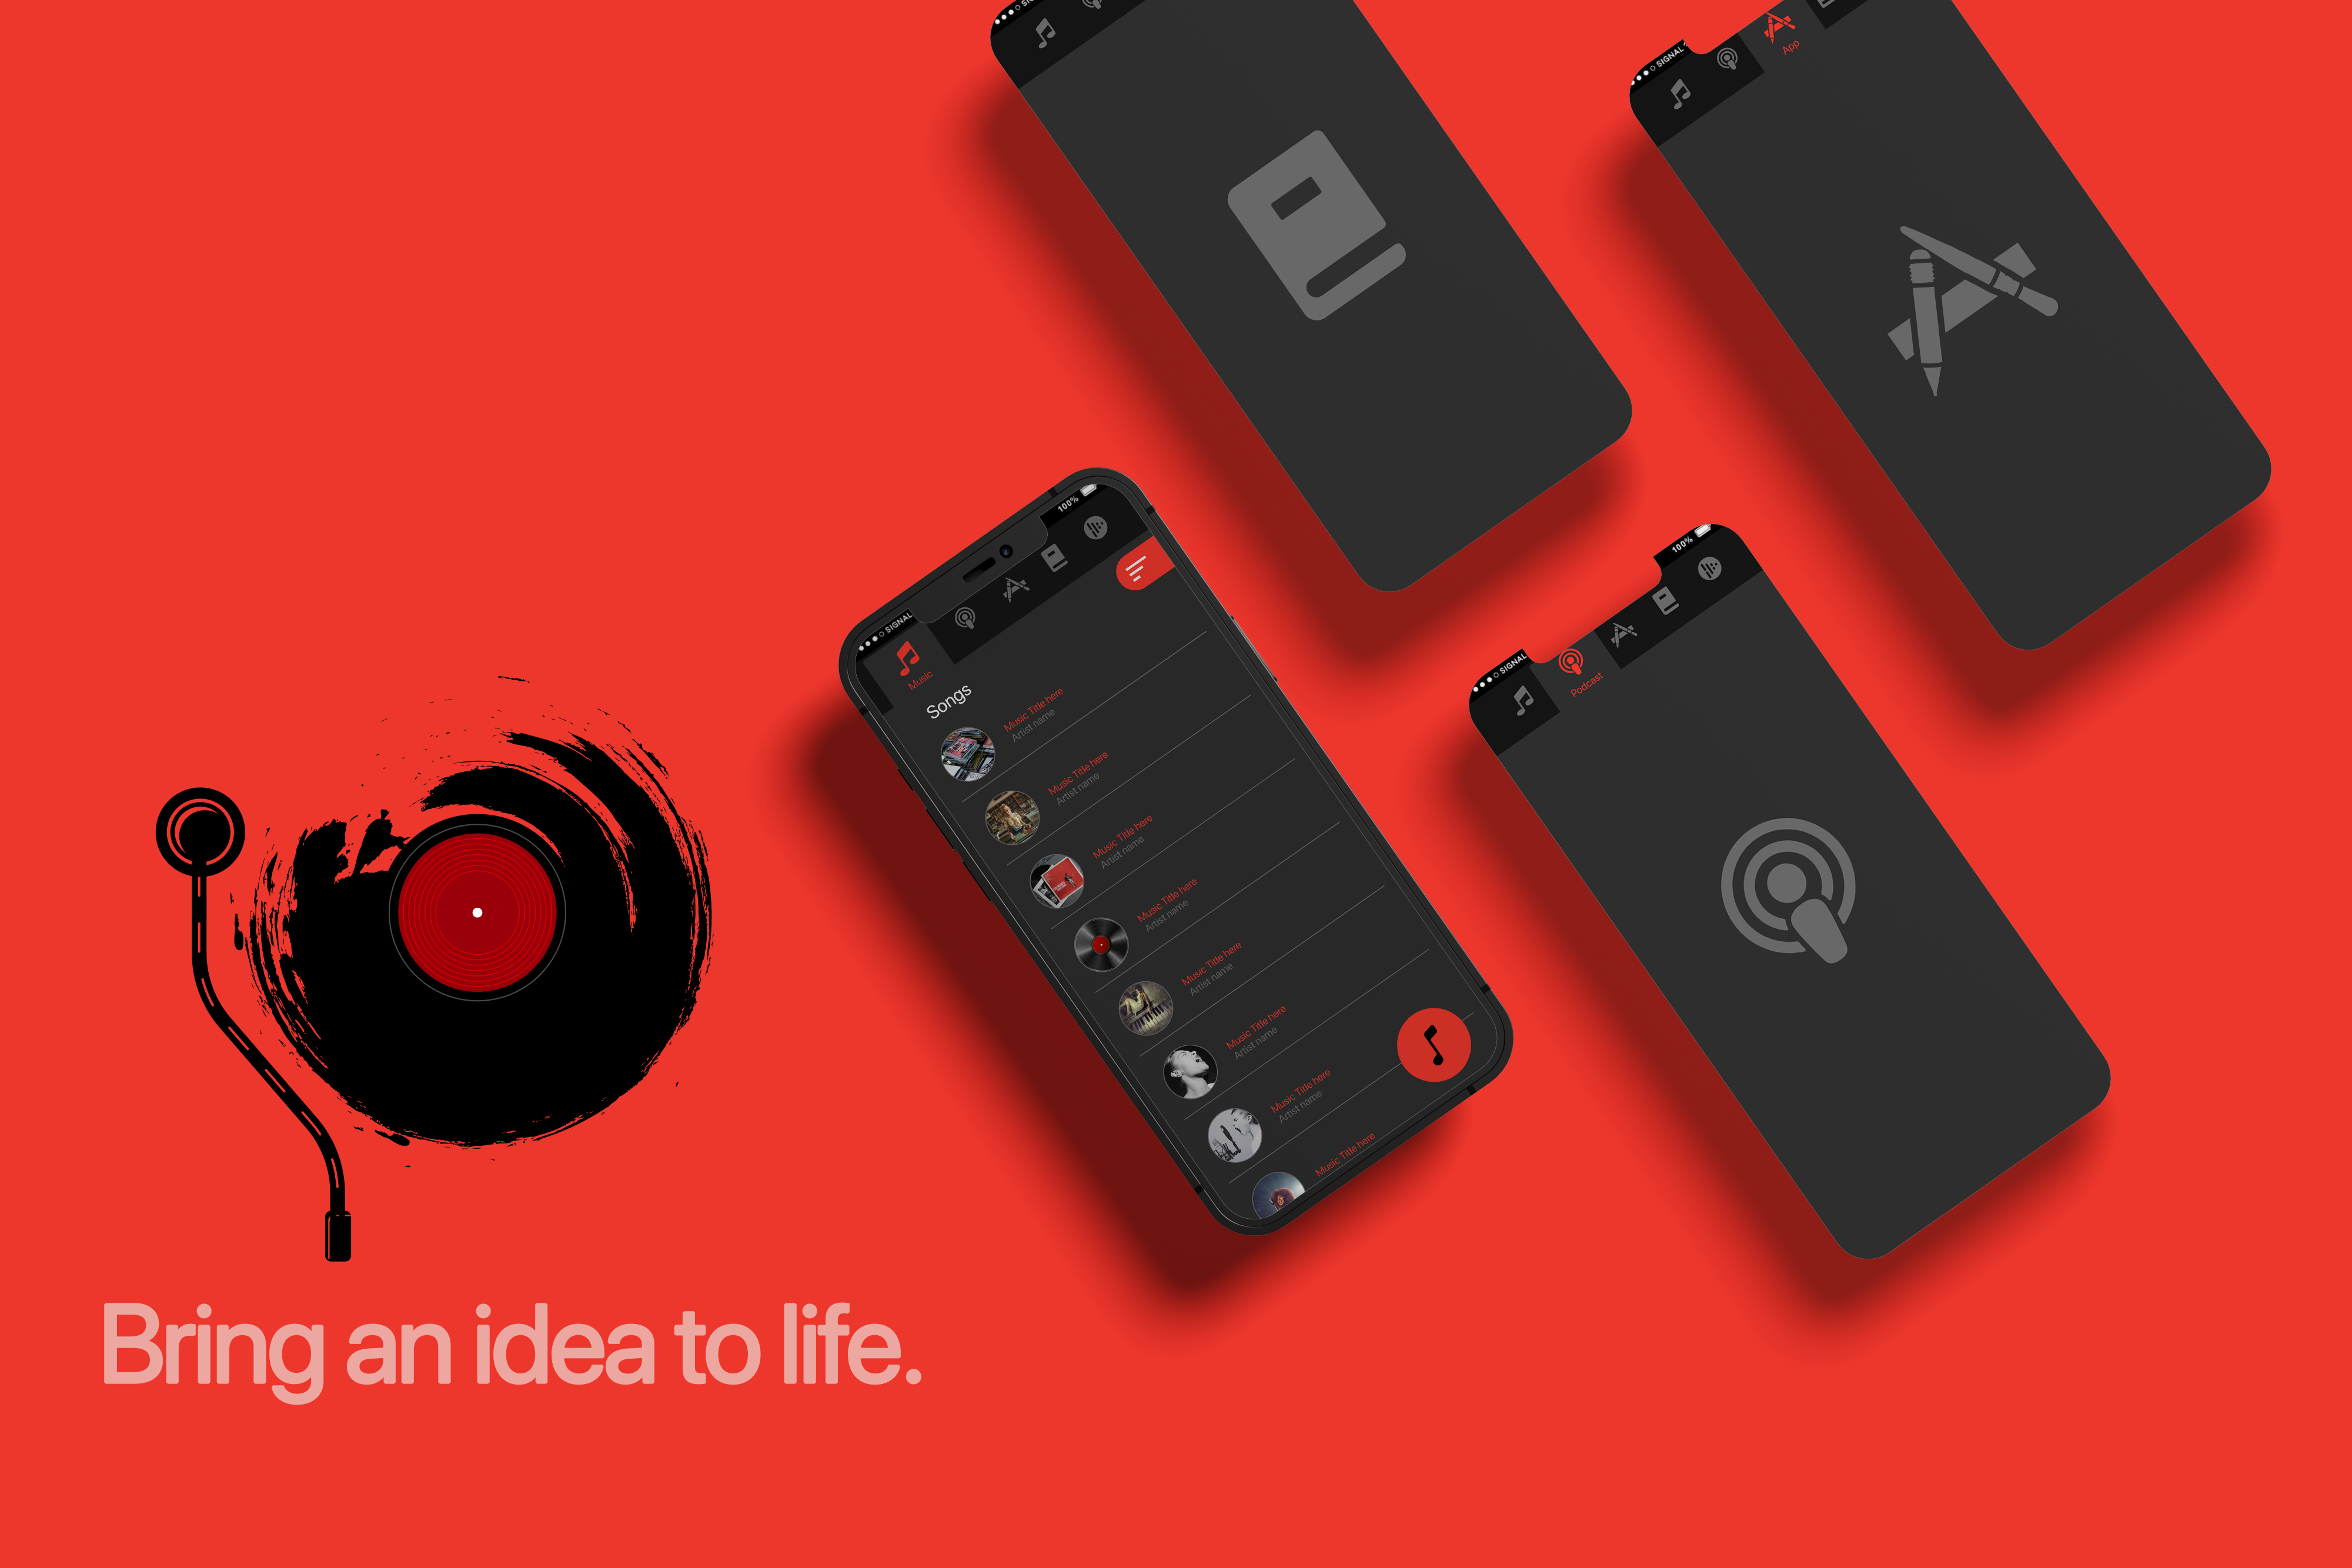 SIGNAL
App
100%
SIGNAL
Music
Songs
Music Title here
Artist name
Music Title here
Artist name
Music Title here
Artist name
Music Title here
Artist name
Music Title here
Artist name
Music Title here
Artist name
Music Title here
Artist name
Music Title here
100%
SIGNAL
Podcast
Bring an idea to life.